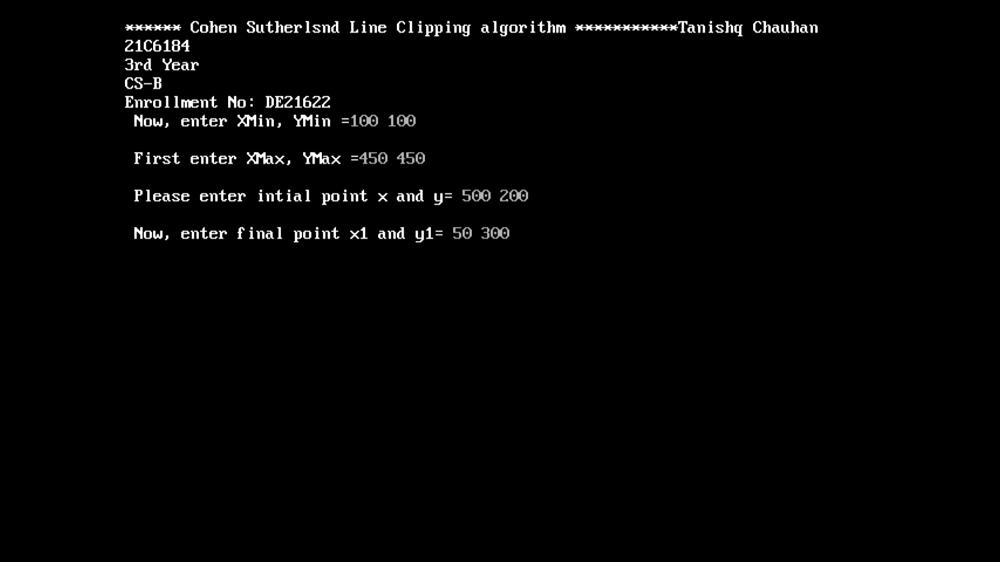 ****** Cohen Sutherlsnd Line Clipping algorithm ***********Tanishq Chauhan
21C6184
3rd Year
CS-B
Enrollment No: DE21622
Now, enter XMin, YMin =100 100
First enter XMax, YMax =450 450
Please enter intial point x and y= 500 200
Now, enter final point x1 and y1= 50 300